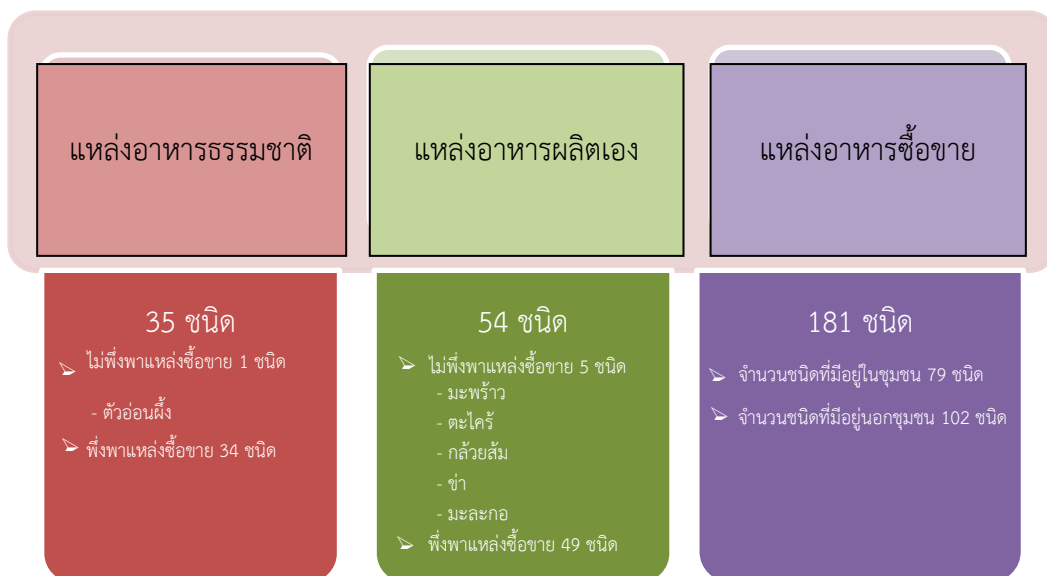 แหล่งอาหารธรรมชาติ
35 ชนิด
➢ ไม่พึ่งพาแหล่งซื้อขาย 1 ชนิด
- ตัวอ่อนผึ้ง
➢ พึ่งพาแหล่งซื้อขาย 34 ชนิด
แหล่งอาหารผลิตเอง
54 ชนิด
➢ ไม่พึ่งพาแหล่งซื้อขาย 5 ชนิด
- มะพร้าว
- ตะไคร้
- กล้วยส้ม
- ข่า
- มะละกอ
➢ พึ่งพาแหล่งซื้อขาย 49 ชนิด
แหล่งอาหารซื้อขาย
181 ชนิด
➢ จำนวนชนิดที่มีอยู่ในชุมชน 79 ชนิด
➢ จำนวนชนิดที่มีอยู่นอกชุมชน 102 ชนิด